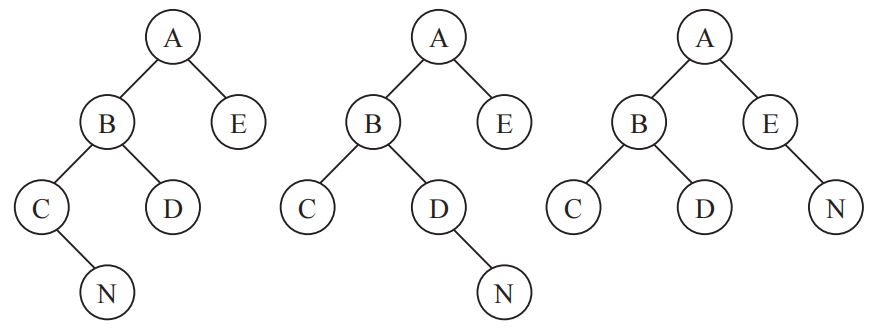 A A A
B E B E B E
C D C D C D N
N N